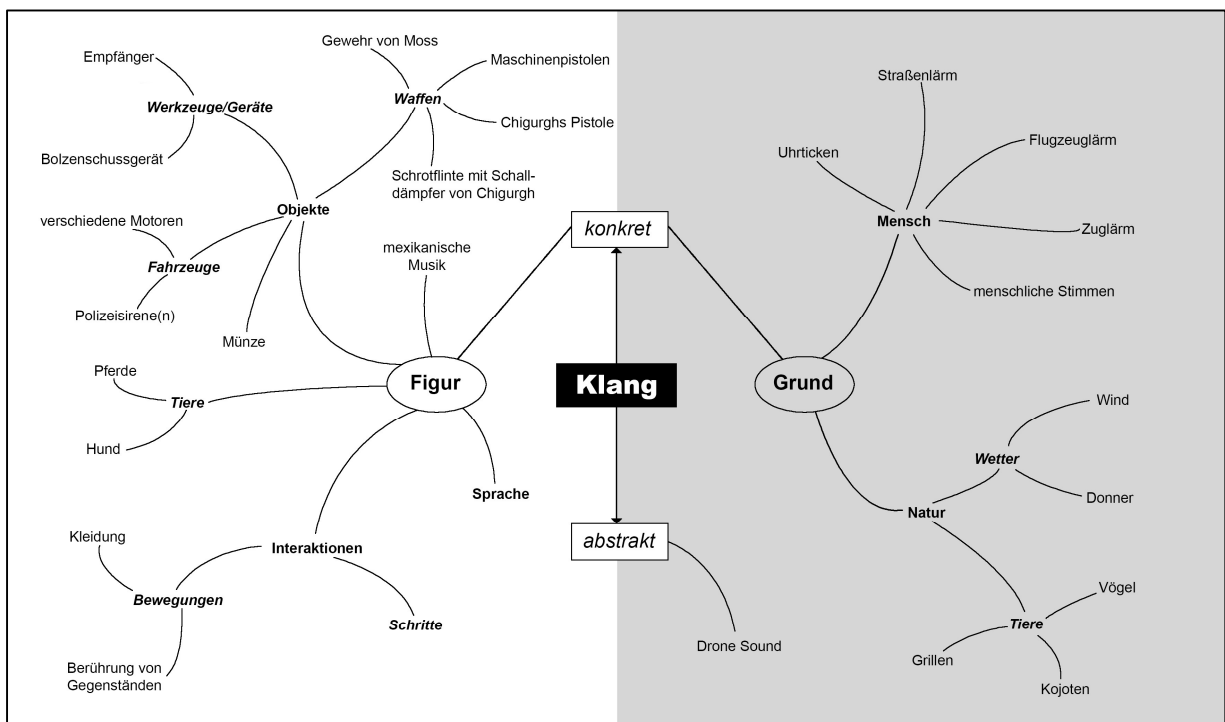 Gewehr von Moss
Empfänger
Maschinenpistolen
Waffen
Werkzeuge/Geräte
Chigurghs Pistole
Bolzenschussgerät
Schrotflinte mit Schall-
dämpfer von Chigurgh
Objekte
verschiedene Motoren
mexikanische
Musik
Fahrzeuge
Polizeisirene(n)
Münze
Pferde
Tiere
Hund
Figur
Sprache
Kleidung
Interaktionen
Bewegungen
Schritte
Berührung von
Gegenständen
konkret
Klang
abstrakt
Drone Sound
Straßenlärm
Uhrticken
Flugzeuglärm
Mensch
Zuglärm
menschliche Stimmen
Grund
Wind
Wetter
Donner
Natur
Vögel
Tiere
Grillen
Kojoten